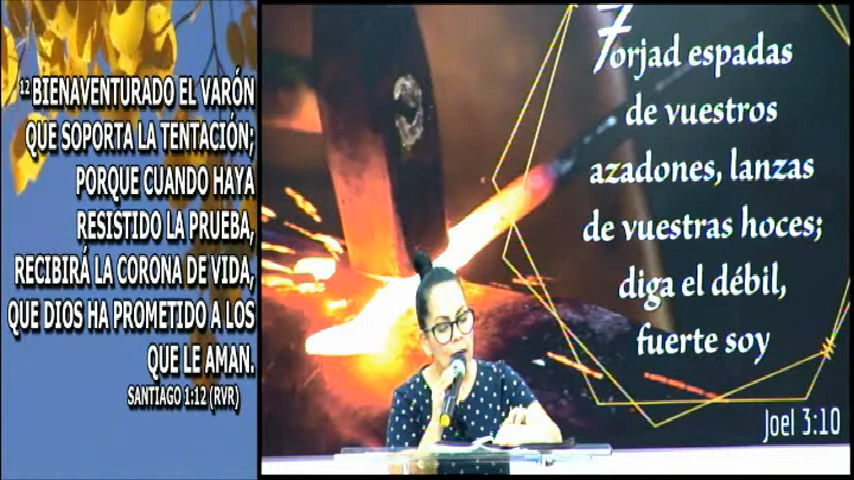 ¹²BIENAVENTURADO EL VARÓN
QUE SOPORTA LA TENTACIÓN;
PORQUE CUANDO HAYA
RESISTIDO LA PRUEBA,
RECIBIRÁ LA CORONA DE VIDA,
QUE DIOS HA PROMETIDO A LOS
QUE LE AMAN.
SANTIAGO 1:12 (RVR)
Forjad espadas
de vuestros
azadones, lanzas
de vuestras hoces;
diga el débil,
fuerte soy
Joel 3:10